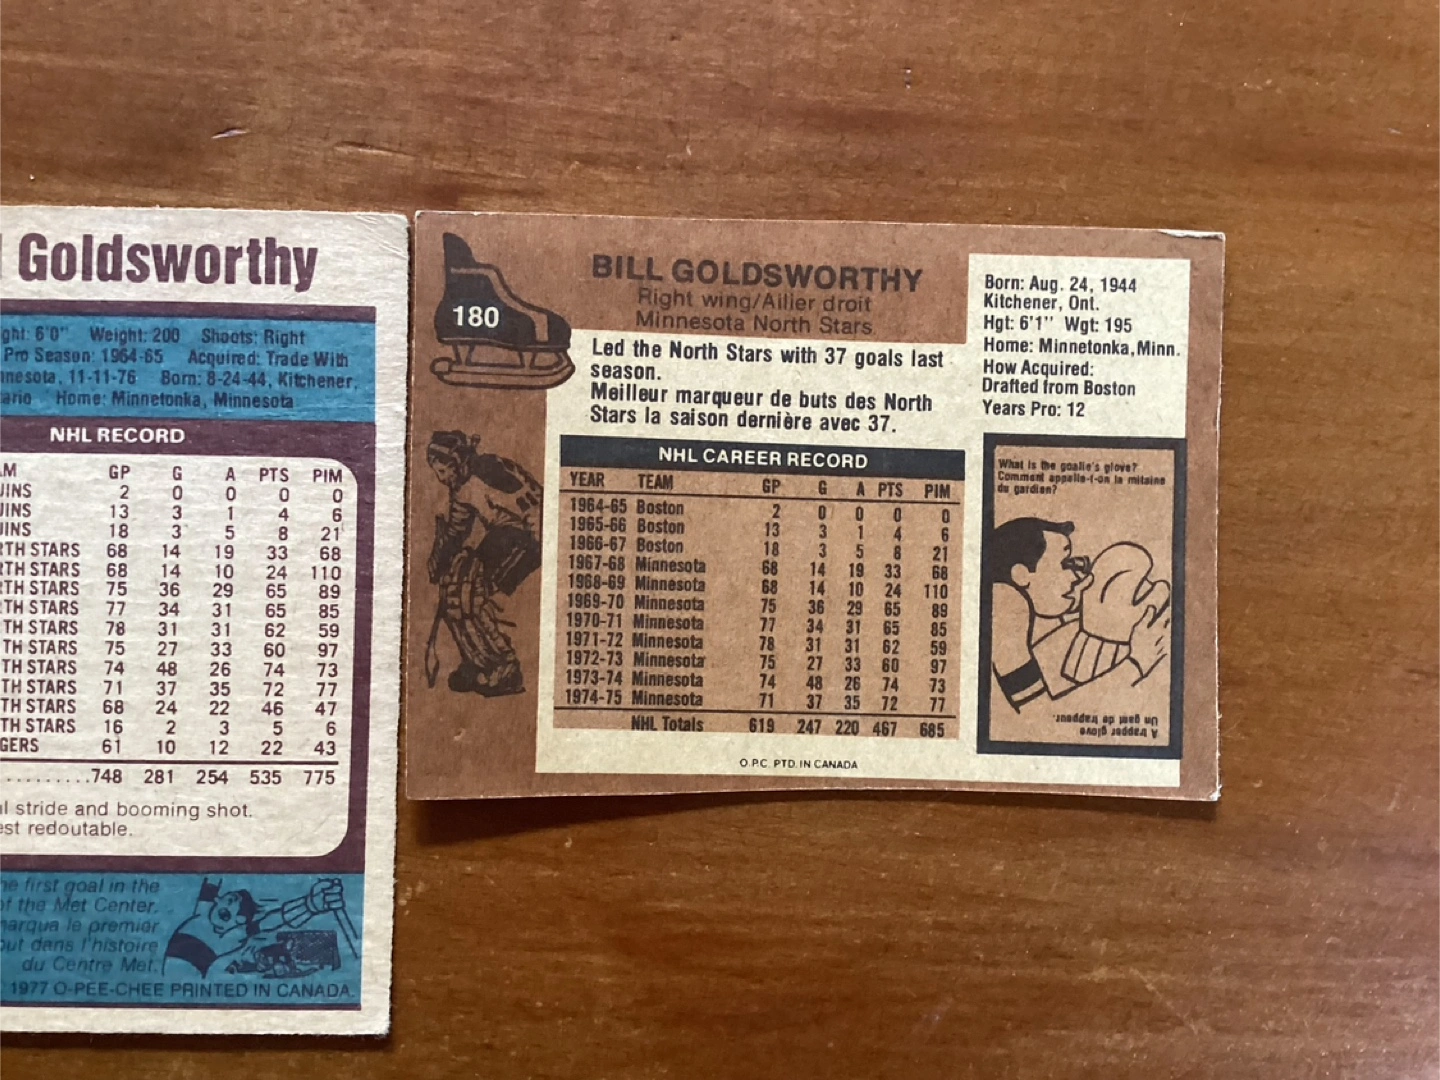 Goldsworthy
6'0" Weight: 200 Shoots: Right
Pro Season: 1964-65 Acquired: Trade With
11-11-76 Born: 8-24-44, Kitchener,
Home: Minnetonka, Minnesota
NHL RECORD
GP G A PTS PIM
2 0 0 0 0
13 3 1 4 6
18 3 5 8 21
STARS 68 14 19 33 68
STARS 68 14 10 24 110
STARS 75 36 29 65 89
STARS 77 34 31 65 85
STARS 78 31 31 62 59
STARS 75 27 33 60 97
STARS 74 48 26 74 73
STARS 71 37 35 72 77
STARS 68 24 22 46 47
STARS 16 2 3 5 6
61 10 12 22 43
.........748 281 254 535 775
stride and booming shot.
redoutable.
first goal in the
the Met Center.
le premier
dans l'histoire
du Centre Met.
1977 O-PEE-CHEE PRINTED IN CANADA
180
BILL GOLDSWORTHY
Right wing/Ailier droit
Minnesota North Stars
Led the North Stars with 37 goals last
season.
Meilleur marqueur de buts des North
Stars la saison dernière avec 37.
NHL CAREER RECORD
YEAR TEAM GP G A PTS PIM
1964-65 Boston 2 0 0 0 0
1965-66 Boston 13 3 1 4 6
1966-67 Boston 18 3 5 8 21
1967-68 Minnesota 68 14 19 33 68
1968-69 Minnesota 68 14 10 24 110
1969-70 Minnesota 75 36 29 65 89
1970-71 Minnesota 77 34 31 65 85
1971-72 Minnesota 78 31 31 62 59
1972-73 Minnesota 75 27 33 60 97
1973-74 Minnesota 74 48 26 74 73
1974-75 Minnesota 71 37 35 72 77
NHL Totals 619 247 220 467 685
O.P.C. PTD. IN CANADA
Born: Aug. 24, 1944
Kitchener, Ont.
Hgt: 6'1" Wgt: 195
Home: Minnetonka, Minn.
How Acquired:
Drafted from Boston
Years Pro: 12
What is the goalie's glove?
Comment appelle-t-on la mitaine
du gardien?
A trapper glove
Un gant de trappeur.